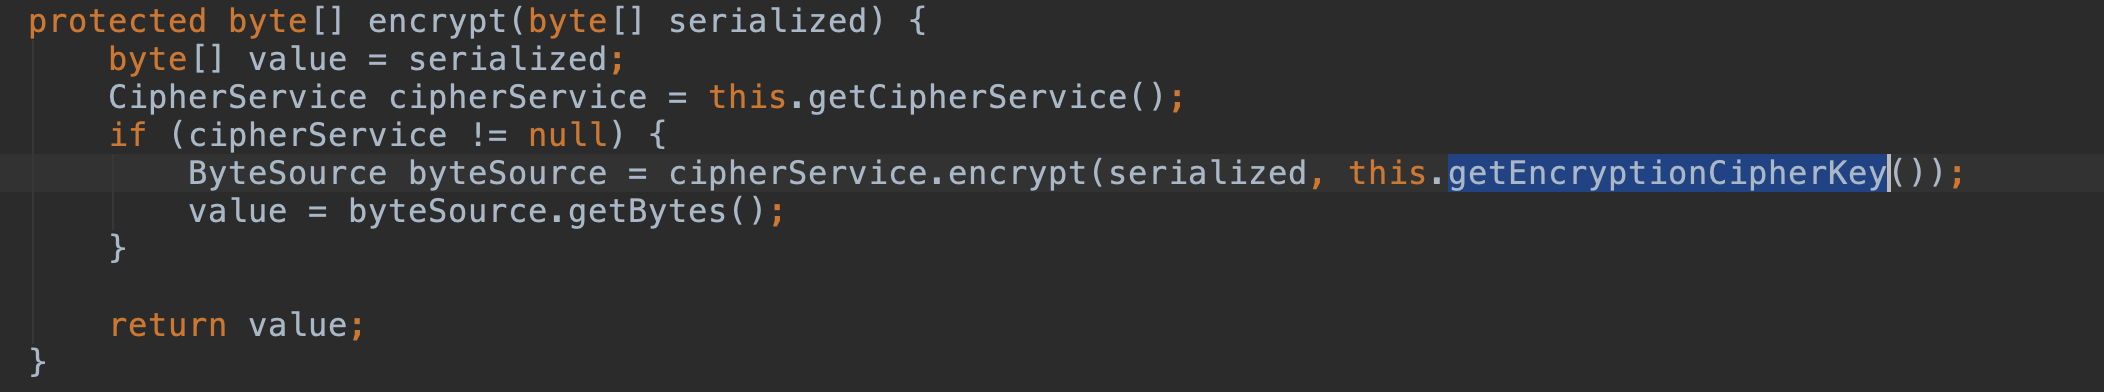 protected byte[] encrypt(byte[] serialized) {
    byte[] value = serialized;
    CipherService cipherService = this.getCipherService();
    if (cipherService != null) {
        ByteSource byteSource = cipherService.encrypt(serialized, this.getEncryptionCipherKey());
        value = byteSource.getBytes();
    }

    return value;
}